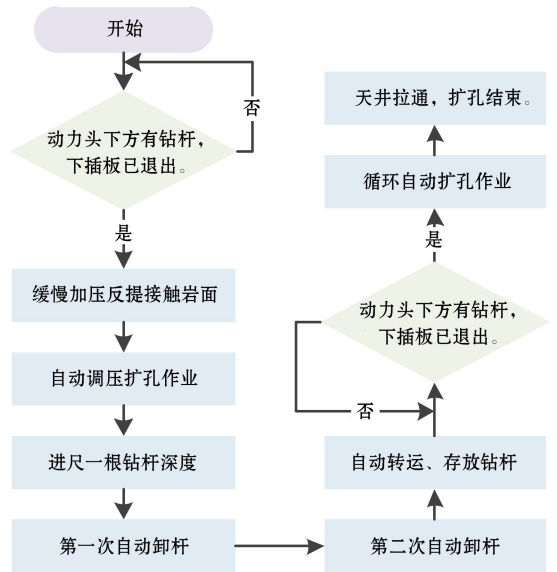 开始
否
动力头下方有钻杆，
下插板已退出。
是
缓慢加压反提接触岩面
自动调压扩孔作业
进尺一根钻杆深度
第一次自动卸杆
第二次自动卸杆
自动转运、存放钻杆
否
动力头下方有钻杆，
下插板已退出。
是
循环自动扩孔作业
天井拉通，扩孔结束。